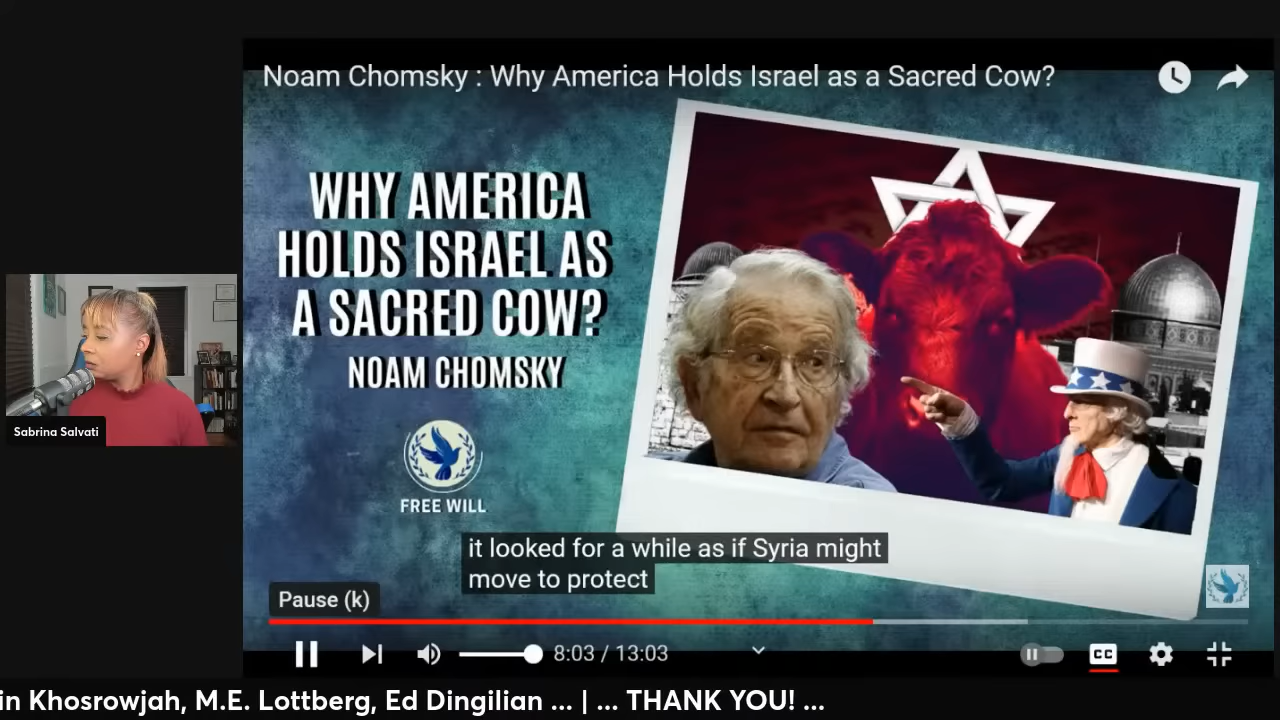 Noam Chomsky : Why America Holds Israel as a Sacred Cow?
WHY AMERICA
HOLDS ISRAEL AS
A SACRED COW?
NOAM CHOMSKY
FREE WILL
Sabrina Salvati
it looked for a while as if Syria might
move to protect
Pause (k)
8:03 / 13:03
CC
in Khosrowjah, M.E. Lottberg, Ed Dingilian ... | ... THANK YOU! ...